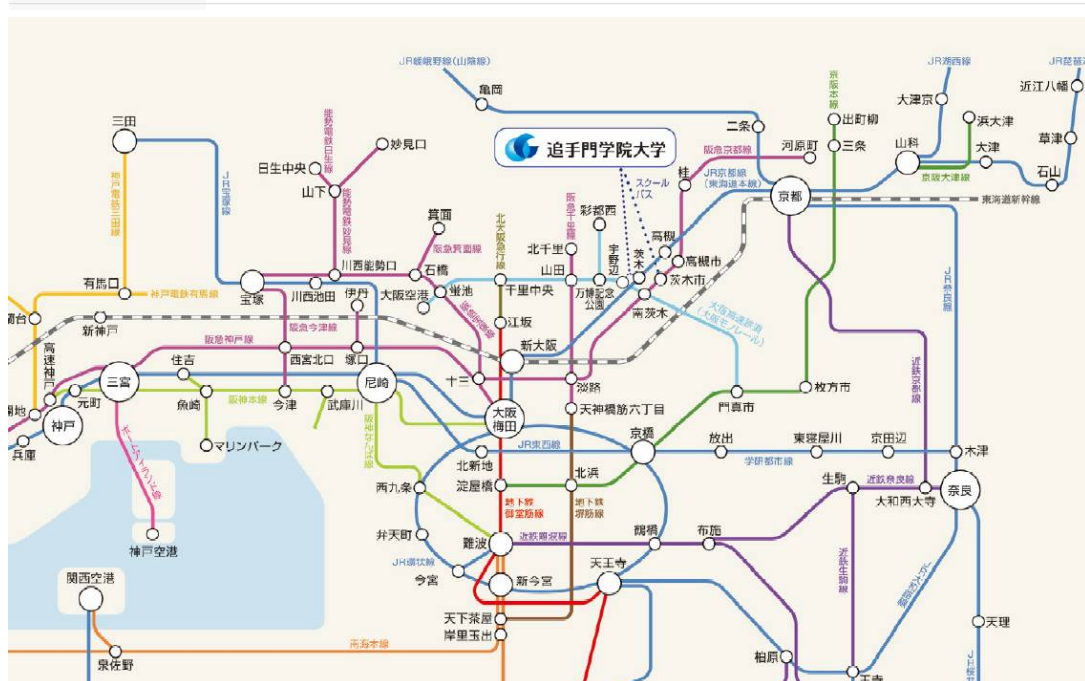 JR嵯峨野線(山陰線)
亀岡
京阪本線
JR湖西線
JR琵琶
近江八幡
三田
能勢電鉄日生線
妙見口
日生中央
山下
能勢電鉄妙見線
追手門学院大学
二条
出町柳
三条
大津京
浜大津
草津
山科
大津
石山
京阪大津線
河原町
阪急京都線
桂
JR京都線
(東海道本線)
京都
東海道新幹線
神戸電鉄三田線
JR宝塚線
箕面
阪急箕面線
北大阪急行線
阪急千里線
彩都西
スクール
バス
北千里
宇野辺
茨木
高槻
高槻市
有馬口
神戸電鉄有馬線
川西能勢口
石橋
山田
万博記念
公園
茨木市
宝塚
川西池田
伊丹
大阪空港
蛍池
千里中央
南茨木
大阪高速鉄道
(大阪モノレール)
JR奈良線
蘭台
新神戸
阪急今津線
江坂
高速神戸
阪急神戸線
西宮北口
塚口
新大阪
近鉄京都線
三宮
住吉
尼崎
十三
淡路
枚方市
門真市
開地
元町
魚崎
阪神本線
今津
武庫川
大阪
梅田
天神橋筋六丁目
神戸
兵庫
マリンパーク
阪神なんば線
JR東西線
京橋
放出
東寝屋川
京田辺
木津
学研都市線
北新地
西九条
淀屋橋
北浜
生駒
近鉄奈良線
大和西大寺
奈良
地下鉄
御堂筋線
地下鉄
堺筋線
弁天町
難波
近鉄難波線
鶴橋
布施
神戸空港
JR環状線
今宮
新今宮
天王寺
近鉄生駒線
関西空港
天下茶屋
岸里玉出
天理
南海本線
泉佐野
柏原
王寺